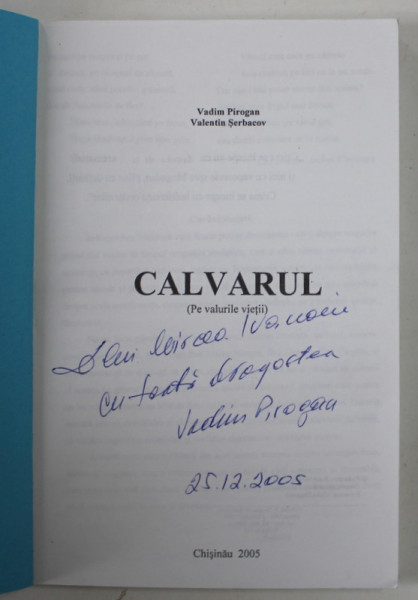 Vadim Pirogan
Valentin Şerbacov
CALVARUL
(Pe valurile vieţii)
Dlui Mircea Ivanoiu
cu toată dragostea
Vadim Pirogan
25.12.2005
Chişinău 2005